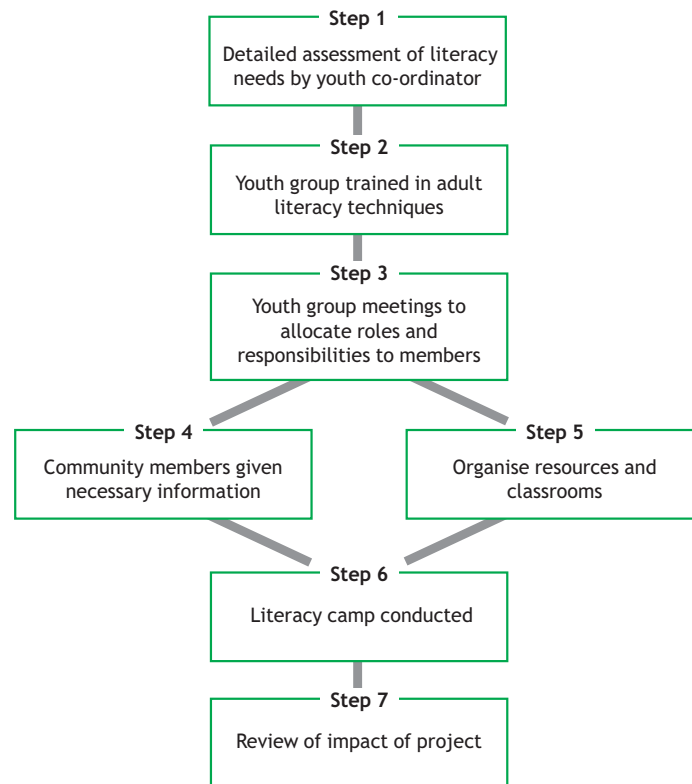 Step 1
Detailed assessment of literacy
needs by youth co-ordinator
Step 2
Youth group trained in adult
literacy techniques
Step 3
Youth group meetings to
allocate roles and
responsibilities to members
Step 4
Community members given
necessary information
Step 5
Organise resources and
classrooms
Step 6
Literacy camp conducted
Step 7
Review of impact of project